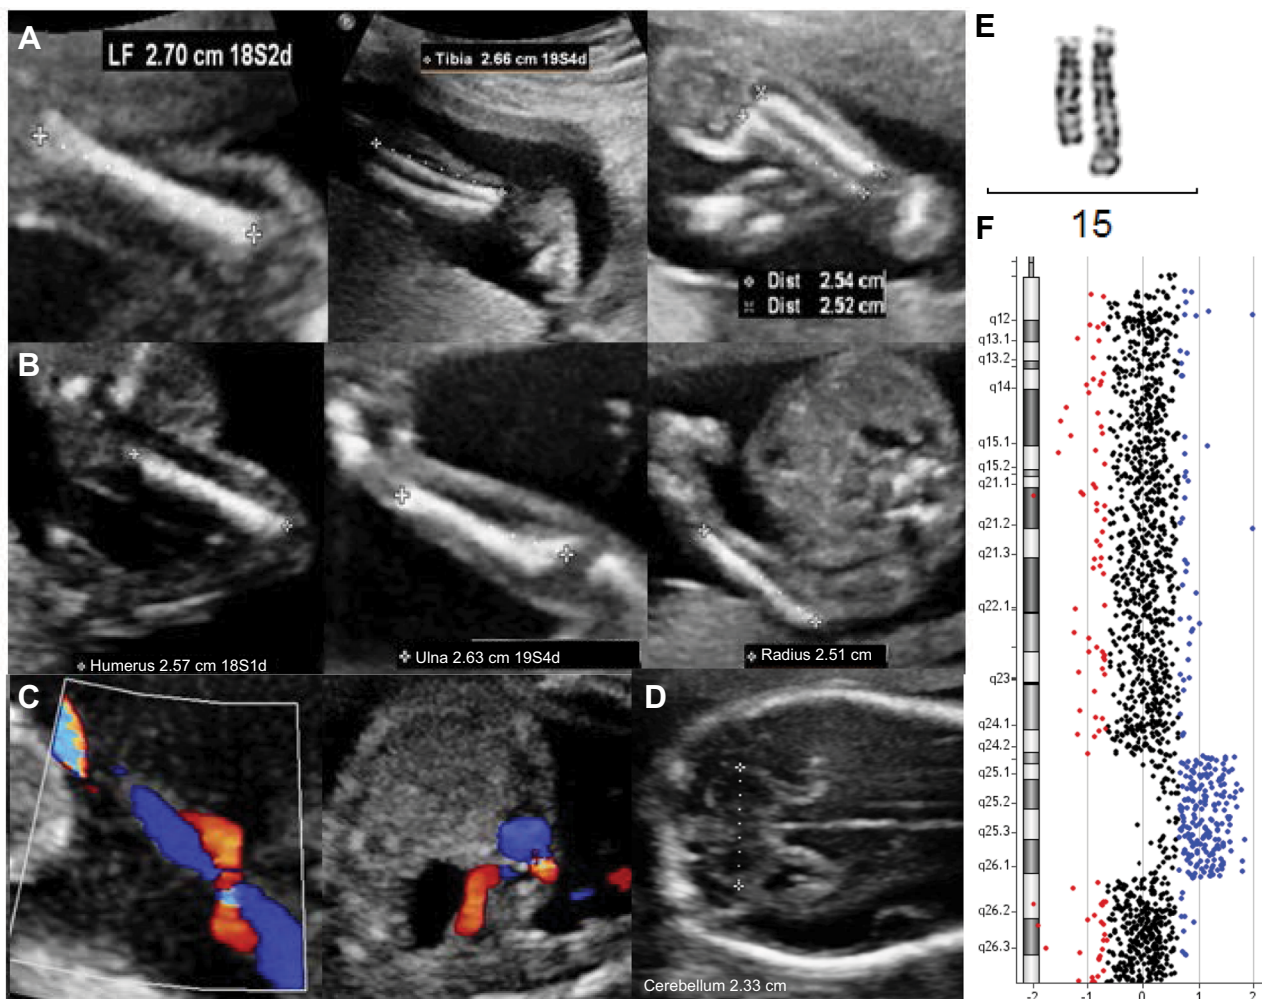 A
LF 2.70 cm 18S2d
Tibia 2.66 cm 19S4d
Dist 2.54 cm
Dist 2.52 cm
B
Humerus 2.57 cm 18S1d
Ulna 2.63 cm 19S4d
Radius 2.51 cm
C
D
Cerebellum 2.33 cm
E
15
F
q12
q13.1
q13.2
q14
q15.1
q15.2
q21.1
q21.2
q21.3
q22.1
q23
q24.1
q24.2
q25.1
q25.2
q25.3
q26.1
q26.2
q26.3
-2 -1 0 1 2